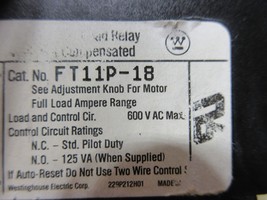 Relay
Compensated
Cat. No. FT11P-18
See Adjustment Knob For Motor
Full Load Ampere Range
Load and Control Cir. 600 V AC Max.
Control Circuit Ratings
N.C. - Std. Pilot Duty
N.O. - 125 VA (When Supplied)
If Auto-Reset Do Not Use Two Wire Control
Westinghouse Electric Corp. 229P212H01 MADE